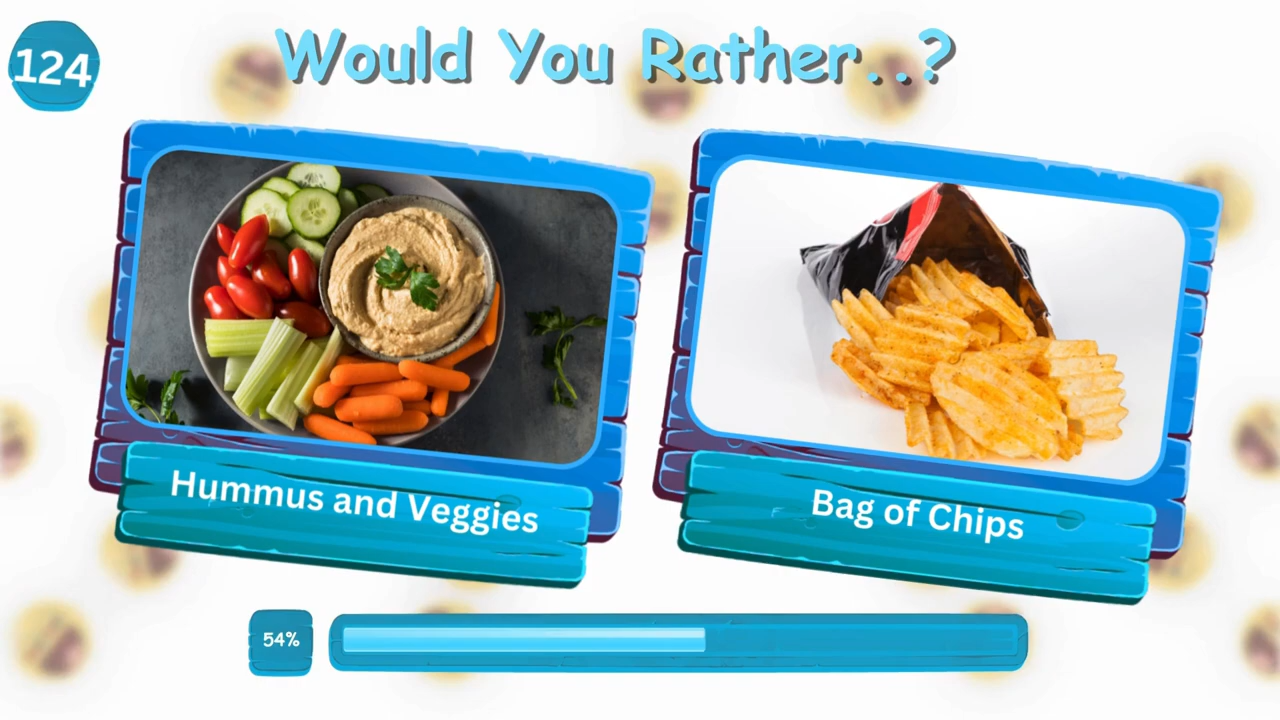 124
Would You Rather..?
Hummus and Veggies
Bag of Chips
54%